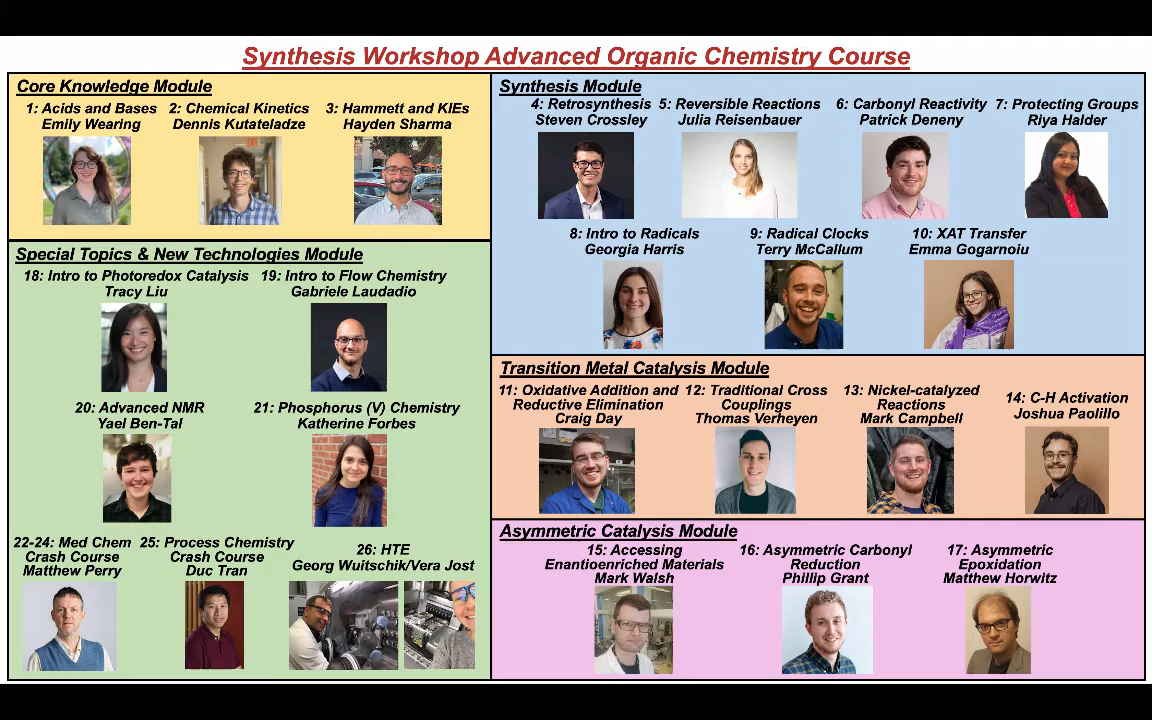 Synthesis Workshop Advanced Organic Chemistry Course
Core Knowledge Module
1: Acids and Bases
Emily Wearing
2: Chemical Kinetics
Dennis Kutateladze
3: Hammett and KIEs
Hayden Sharma
Synthesis Module
4: Retrosynthesis
Steven Crossley
5: Reversible Reactions
Julia Reisenbauer
6: Carbonyl Reactivity
Patrick Deneny
7: Protecting Groups
RIya Halder
8: Intro to Radicals
Georgia Harris
9: Radical Clocks
Terry McCallum
10: XAT Transfer
Emma Gogarnoiu
Special Topics & New Technologies Module
18: Intro to Photoredox Catalysis
Tracy Liu
19: Intro to Flow Chemistry
Gabriele Laudadio
20: Advanced NMR
Yael Ben-Tal
21: Phosphorus (V) Chemistry
Katherine Forbes
22-24: Med Chem
Crash Course
Matthew Perry
25: Process Chemistry
Crash Course
Duc Tran
26: HTE
Georg Wuitschik/Vera Jost
Transition Metal Catalysis Module
11: Oxidative Addition and
Reductive Elimination
Craig Day
12: Traditional Cross
Couplings
Thomas Verheyen
13: Nickel-catalyzed
Reactions
Mark Campbell
14: C-H Activation
Joshua Paolillo
Asymmetric Catalysis Module
15: Accessing
Enantioenriched Materials
Mark Walsh
16: Asymmetric Carbonyl
Reduction
Phillip Grant
17: Asymmetric
Epoxidation
Matthew Horwitz